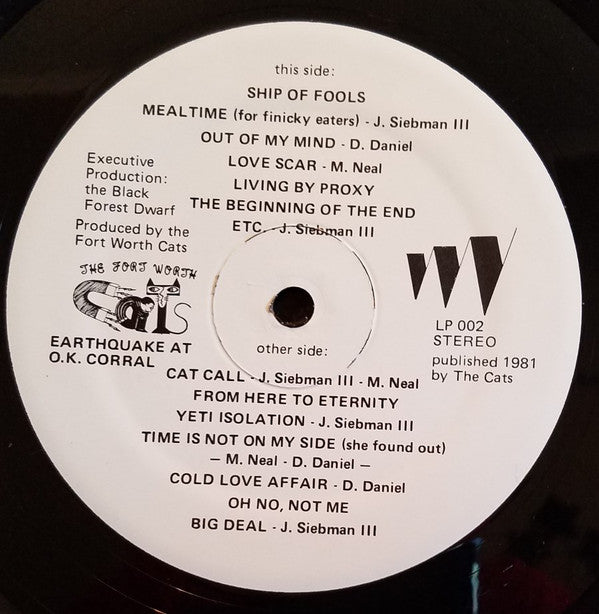 this side:
SHIP OF FOOLS
MEALTIME (for finicky eaters) - J. Siebman III
OUT OF MY MIND - D. Daniel
LOVE SCAR - M. Neal
LIVING BY PROXY
THE BEGINNING OF THE END
ETC. - J. Siebman III
Executive
Production:
the Black
Forest Dwarf
Produced by the
Fort Worth Cats
THE FORT WORTH
CATS
EARTHQUAKE AT
O.K. CORRAL
LP 002
STEREO
published 1981
by The Cats
other side:
CAT CALL - J. Siebman III - M. Neal
FROM HERE TO ETERNITY
YETI ISOLATION - J. Siebman III
TIME IS NOT ON MY SIDE (she found out)
— M. Neal - D. Daniel —
COLD LOVE AFFAIR - D. Daniel
OH NO, NOT ME
BIG DEAL - J. Siebman III